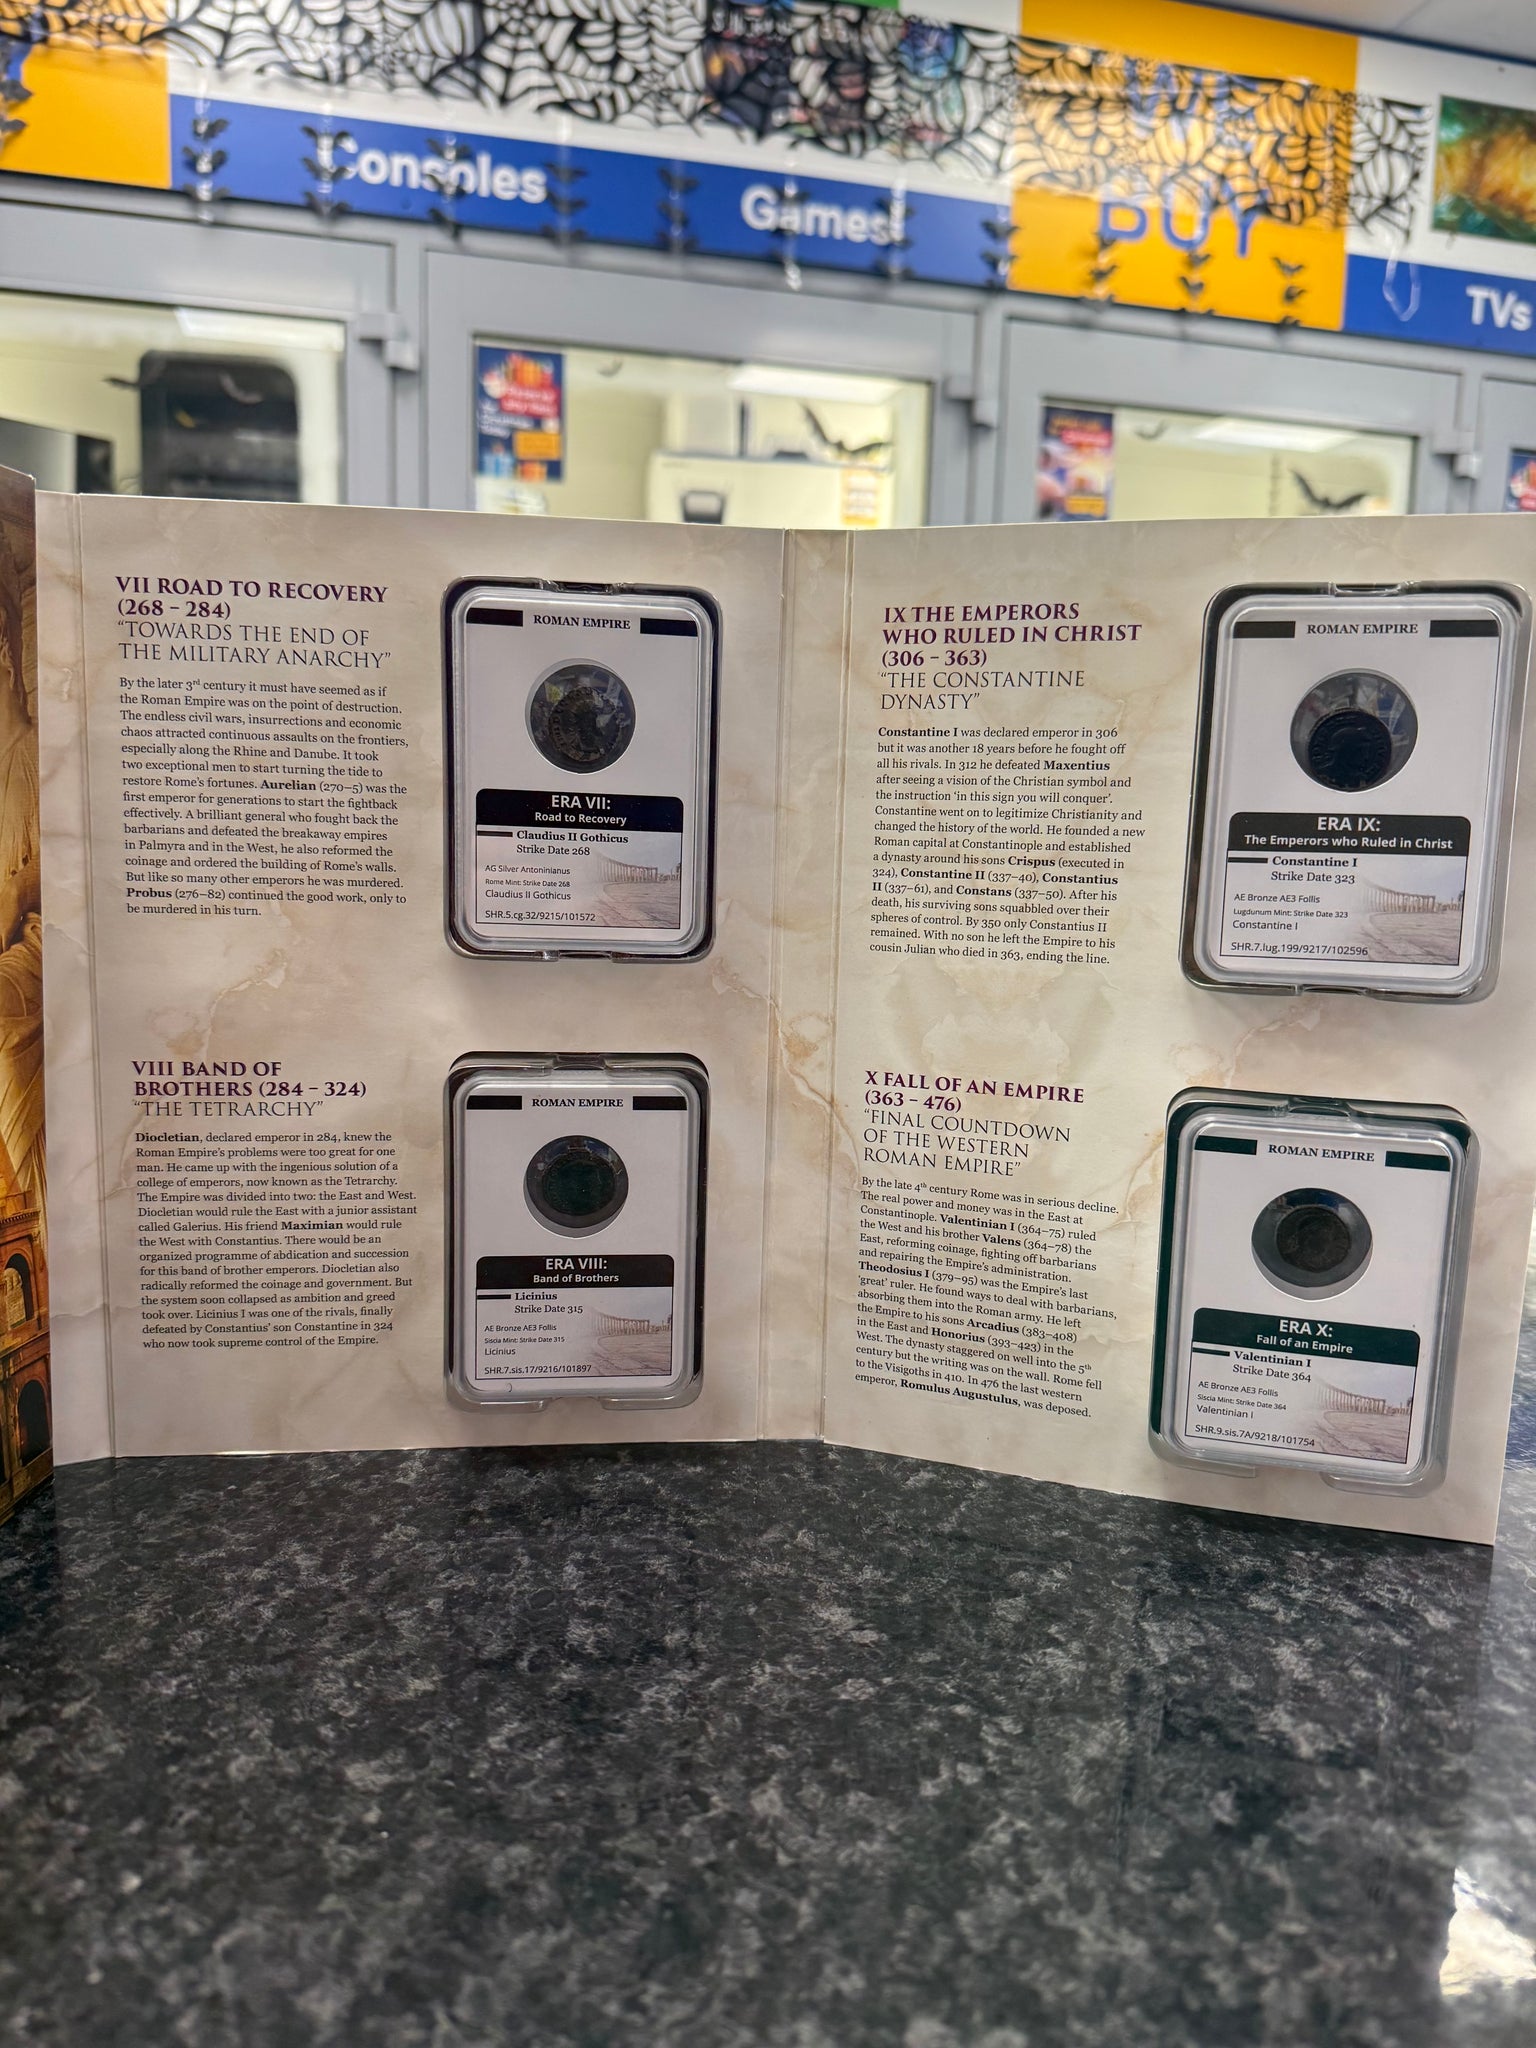 Consoles
Games
BUY
TVs
VII ROAD TO RECOVERY
(268 – 284)
“TOWARDS THE END OF
THE MILITARY ANARCHY”
By the later 3rd century it must have seemed as if
the Roman Empire was on the point of destruction.
The endless civil wars, insurrections and economic
chaos attracted continuous assaults on the frontiers,
especially along the Rhine and Danube. It took
two exceptional men to start turning the tide to
restore Rome’s fortunes. Aurelian (270–5) was the
first emperor for generations to start the fightback
effectively. A brilliant general who fought back the
barbarians and defeated the breakaway empires
in Palmyra and in the West, he also reformed the
coinage and ordered the building of Rome’s walls.
But like so many other emperors he was murdered.
Probus (276–82) continued the good work, only to
be murdered in his turn.
ROMAN EMPIRE
ERA VII:
Road to Recovery
Claudius II Gothicus
Strike Date 268
AG Silver Antoninianus
Rome Mint: Strike Date 268
Claudius II Gothicus
SHR.5.cg.32/9215/101572
VIII BAND OF
BROTHERS (284 – 324)
“THE TETRARCHY”
Diocletian, declared emperor in 284, knew the
Roman Empire’s problems were too great for one
man. He came up with the ingenious solution of a
college of emperors, now known as the Tetrarchy.
The Empire was divided into two: the East and West.
Diocletian would rule the East with a junior assistant
called Galerius. His friend Maximian would rule
the West with Constantius. There would be an
organized programme of abdication and succession
for this band of brother emperors. Diocletian also
radically reformed the coinage and government. But
the system soon collapsed as ambition and greed
took over. Licinius I was one of the rivals, finally
defeated by Constantius’ son Constantine in 324
who now took supreme control of the Empire.
ROMAN EMPIRE
ERA VIII:
Band of Brothers
Licinius
Strike Date 315
AE Bronze AE3 Follis
Siscia Mint: Strike Date 315
Licinius
SHR.7.sis.17/9216/101897
IX THE EMPERORS
WHO RULED IN CHRIST
(306 – 363)
“THE CONSTANTINE
DYNASTY”
Constantine I was declared emperor in 306
but it was another 18 years before he fought off
all his rivals. In 312 he defeated Maxentius
after seeing a vision of the Christian symbol and
the instruction ‘in this sign you will conquer’.
Constantine went on to legitimize Christianity and
changed the history of the world. He founded a new
Roman capital at Constantinople and established
a dynasty around his sons Crispus (executed in
324), Constantine II (337–40), Constantius
II (337–61), and Constans (337–50). After his
death, his surviving sons squabbled over their
spheres of control. By 350 only Constantius II
remained. With no son he left the Empire to his
cousin Julian who died in 363, ending the line.
ROMAN EMPIRE
ERA IX:
The Emperors who Ruled in Christ
Constantine I
Strike Date 323
AE Bronze AE3 Follis
Lugdunum Mint: Strike Date 323
Constantine I
SHR.7.lug.199/9217/102596
X FALL OF AN EMPIRE
(363 – 476)
“FINAL COUNTDOWN
OF THE WESTERN
ROMAN EMPIRE”
By the late 4th century Rome was in serious decline.
The real power and money was in the East at
Constantinople. Valentinian I (364–75) ruled
the West and his brother Valens (364–78) the
East, reforming coinage, fighting off barbarians
and repairing the Empire’s administration.
Theodosius I (379–95) was the Empire’s last
‘great’ ruler. He found ways to deal with barbarians,
absorbing them into the Roman army. He left
the Empire to his sons Arcadius (383–408)
in the East and Honorius (393–423) in the
West. The dynasty staggered on well into the 5th
century but the writing was on the wall. Rome fell
to the Visigoths in 410. In 476 the last western
emperor, Romulus Augustulus, was deposed.
ROMAN EMPIRE
ERA X:
Fall of an Empire
Valentinian I
Strike Date 364
AE Bronze AE3 Follis
Siscia Mint: Strike Date 364
Valentinian I
SHR.9.sis.7A/9218/101754